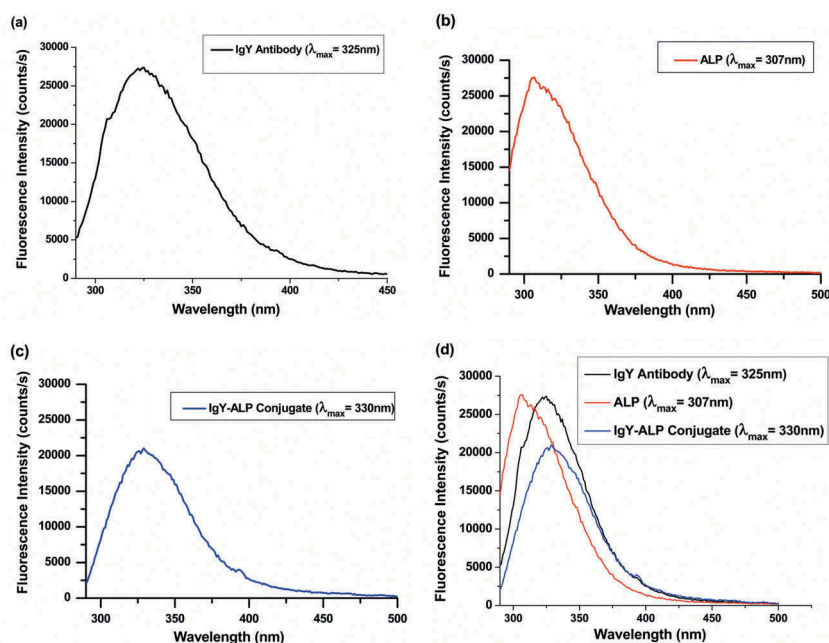 (a)
IgY Antibody (λmax= 325nm)
Fluorescence Intensity (counts/s)
30000
25000
20000
15000
10000
5000
0
300
350
400
450
Wavelength (nm)
(b)
ALP (λmax= 307nm)
Fluorescence Intensity (counts/s)
30000
25000
20000
15000
10000
5000
0
300
350
400
450
500
Wavelength (nm)
(c)
IgY-ALP Conjugate (λmax= 330nm)
Fluorescence Intensity (counts/s)
30000
25000
20000
15000
10000
5000
0
300
350
400
450
500
Wavelength (nm)
(d)
IgY Antibody (λmax= 325nm)
ALP (λmax= 307nm)
IgY-ALP Conjugate (λmax= 330nm)
Fluorescence Intensity (counts/s)
30000
25000
20000
15000
10000
5000
0
300
350
400
450
500
Wavelength (nm)